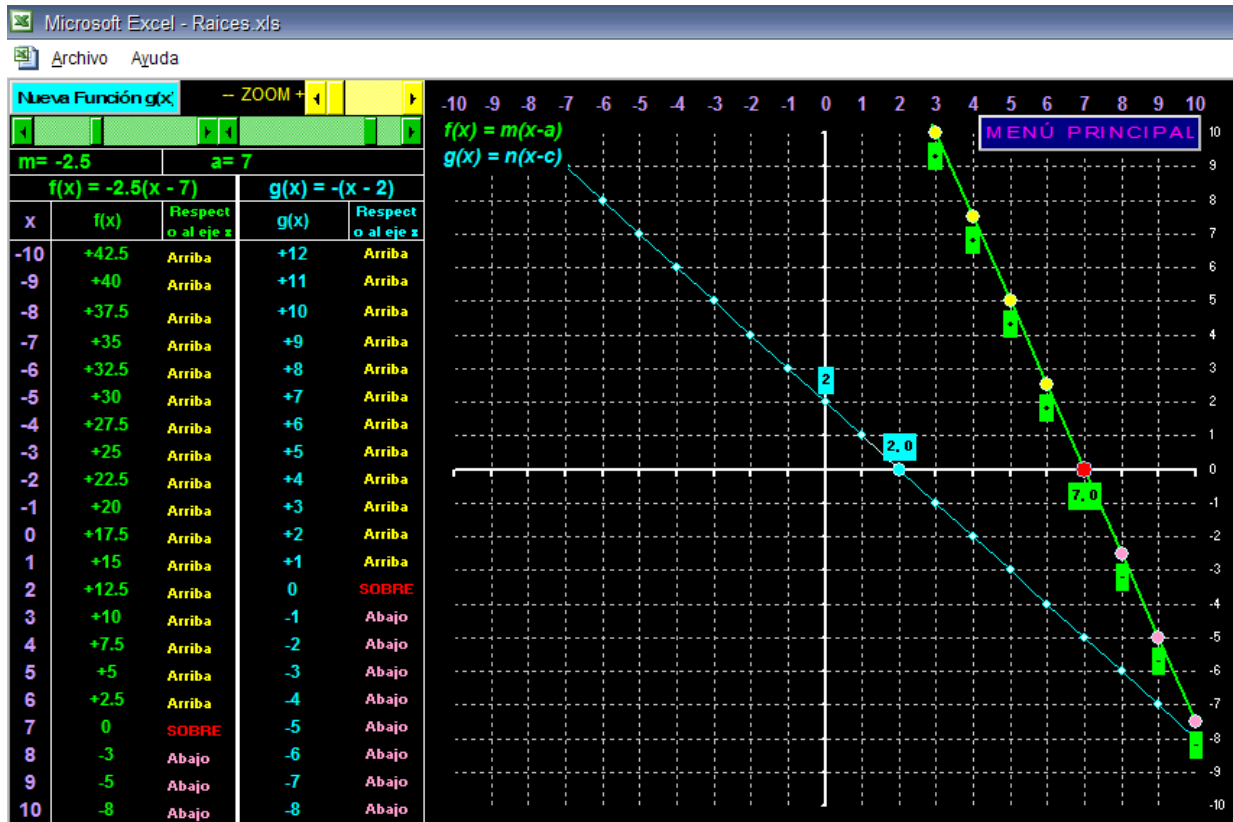 Microsoft Excel - Raices.xls
Archivo Ayuda
Nueva Función g(x) -- ZOOM +
m= -2.5 a= 7
f(x) = -2.5(x - 7) g(x) = -(x - 2)
x f(x) Respect o al eje x g(x) Respect o al eje x
-10 +42.5 Arriba +12 Arriba
-9 +40 Arriba +11 Arriba
-8 +37.5 Arriba +10 Arriba
-7 +35 Arriba +9 Arriba
-6 +32.5 Arriba +8 Arriba
-5 +30 Arriba +7 Arriba
-4 +27.5 Arriba +6 Arriba
-3 +25 Arriba +5 Arriba
-2 +22.5 Arriba +4 Arriba
-1 +20 Arriba +3 Arriba
0 +17.5 Arriba +2 Arriba
1 +15 Arriba +1 Arriba
2 +12.5 Arriba 0 SOBRE
3 +10 Arriba -1 Abajo
4 +7.5 Arriba -2 Abajo
5 +5 Arriba -3 Abajo
6 +2.5 Arriba -4 Abajo
7 0 SOBRE -5 Abajo
8 -3 Abajo -6 Abajo
9 -5 Abajo -7 Abajo
10 -8 Abajo -8 Abajo
-10 -9 -8 -7 -6 -5 -4 -3 -2 -1 0 1 2 3 4 5 6 7 8 9 10
f(x) = m(x-a)
g(x) = n(x-c)
MENÚ PRINCIPAL
10
+
9
8
7
+
6
5
+
4
3
2
2
+
1
2. 0
0
7. 0
-1
-2
-3
-
-4
-5
-
-6
-7
-8
-
-9
-10